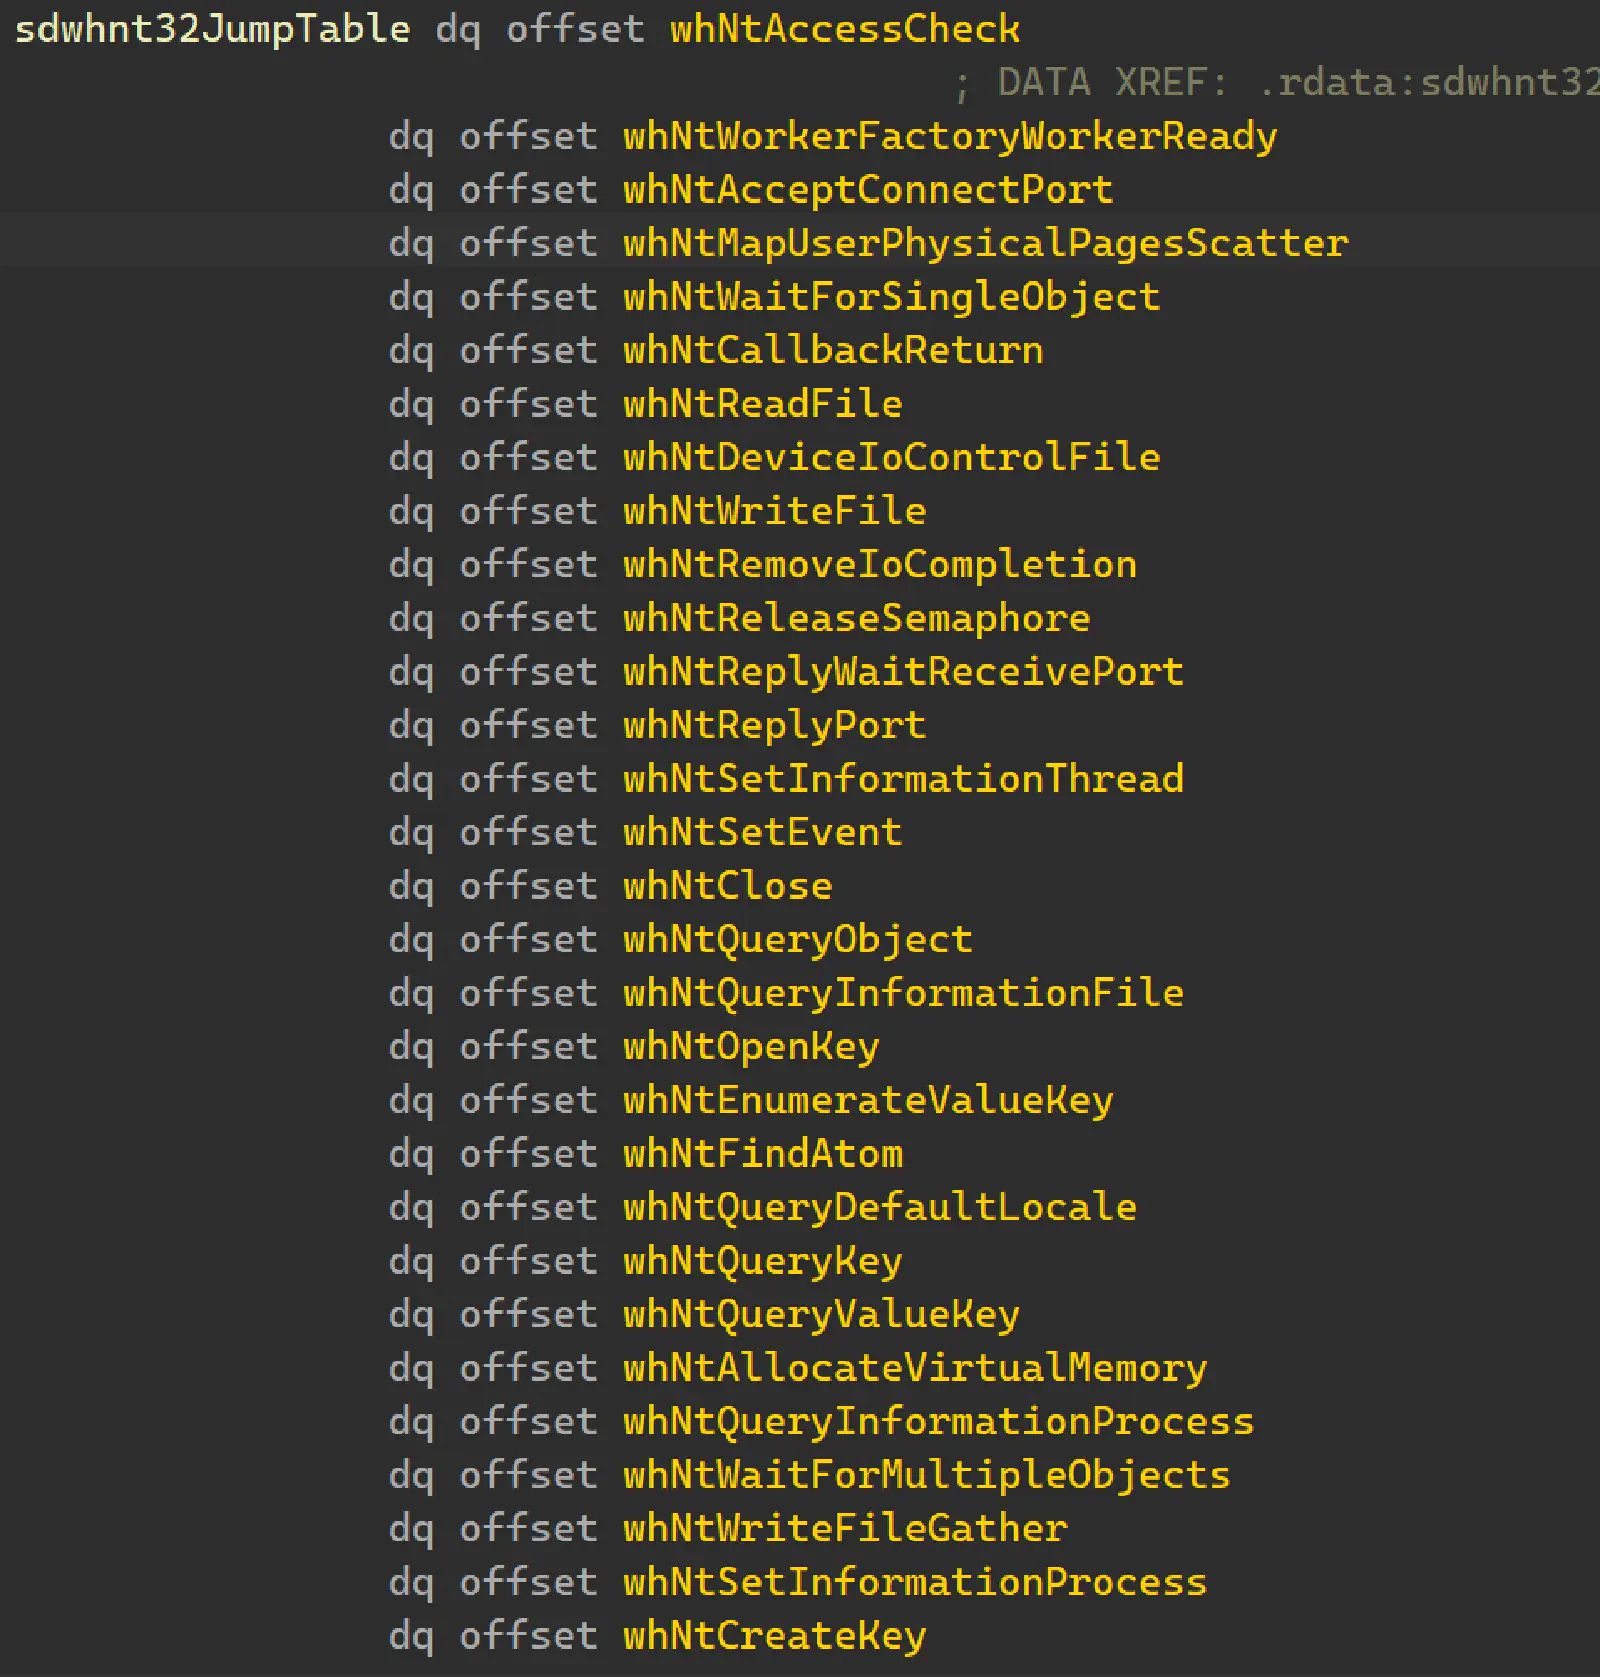 sdwhnt32JumpTable dq offset whNtAccessCheck
; DATA XREF: .rdata:sdwhnt32
dq offset whNtWorkerFactoryWorkerReady
dq offset whNtAcceptConnectPort
dq offset whNtMapUserPhysicalPagesScatter
dq offset whNtWaitForSingleObject
dq offset whNtCallbackReturn
dq offset whNtReadFile
dq offset whNtDeviceIoControlFile
dq offset whNtWriteFile
dq offset whNtRemoveIoCompletion
dq offset whNtReleaseSemaphore
dq offset whNtReplyWaitReceivePort
dq offset whNtReplyPort
dq offset whNtSetInformationThread
dq offset whNtSetEvent
dq offset whNtClose
dq offset whNtQueryObject
dq offset whNtQueryInformationFile
dq offset whNtOpenKey
dq offset whNtEnumerateValueKey
dq offset whNtFindAtom
dq offset whNtQueryDefaultLocale
dq offset whNtQueryKey
dq offset whNtQueryValueKey
dq offset whNtAllocateVirtualMemory
dq offset whNtQueryInformationProcess
dq offset whNtWaitForMultipleObjects
dq offset whNtWriteFileGather
dq offset whNtSetInformationProcess
dq offset whNtCreateKey